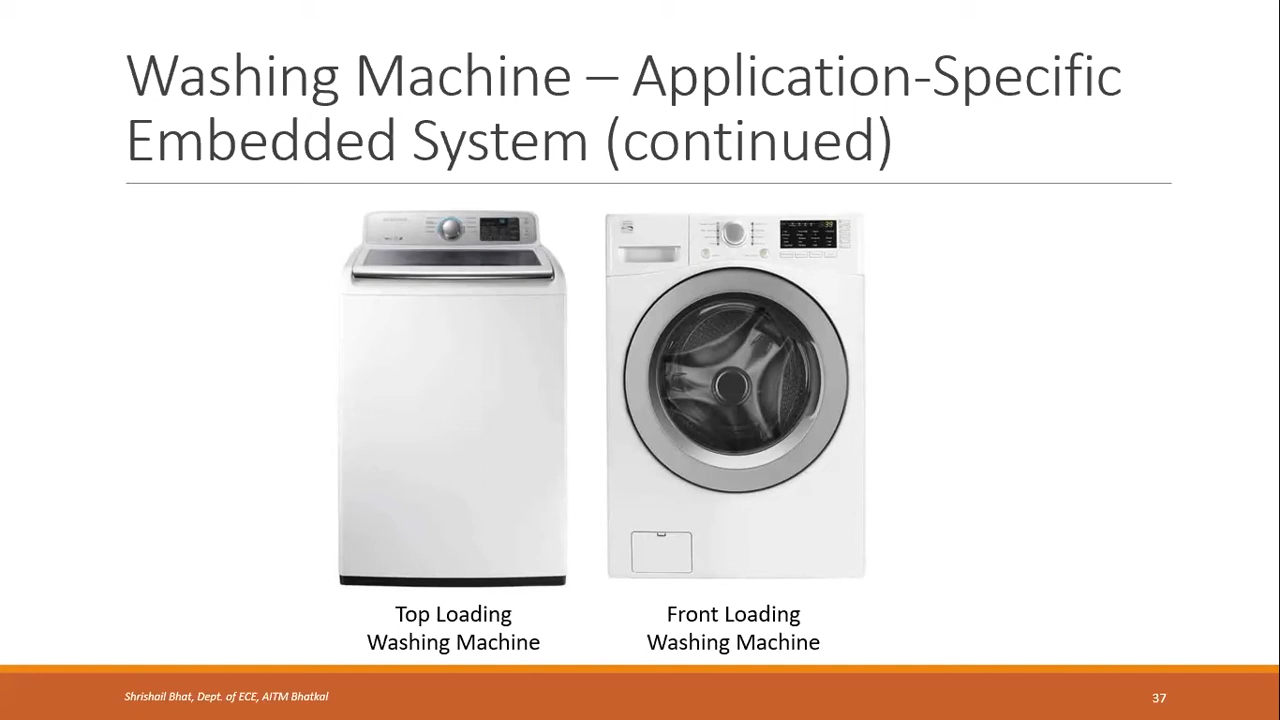 Washing Machine – Application-Specific
Embedded System (continued)
Top Loading
Washing Machine
Front Loading
Washing Machine
Shrishail Bhat, Dept. of ECE, AITM Bhatkal
37